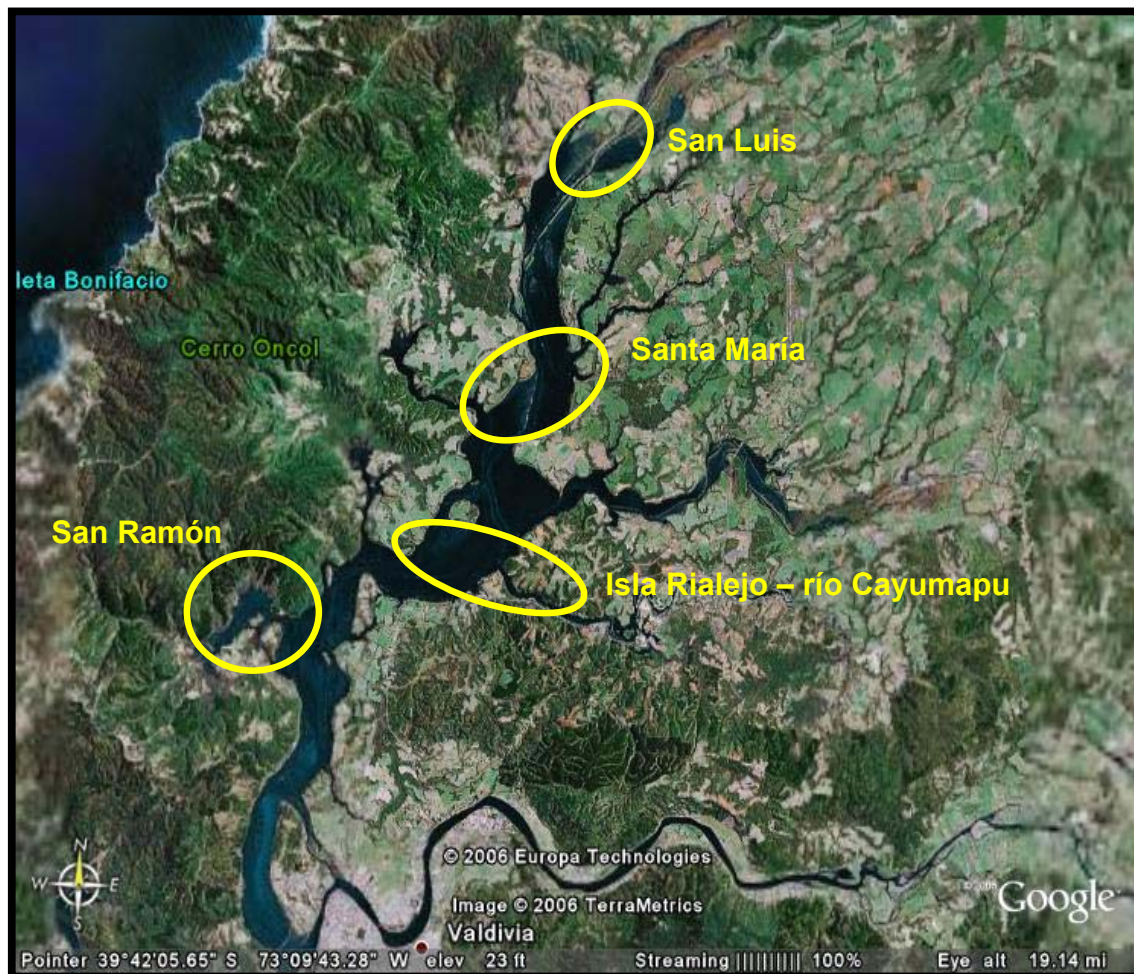 San Luis
leta Bonifacio
Cerro Oncol
Santa María
San Ramón
Isla Rialejo – río Cayumapu
N
W E
S
© 2006 Europa Technologies
Image © 2006 TerraMetrics
© 2006 Google
Valdivia
Pointer 39°42'05.65" S 73°09'43.28" W elev 23 ft Streaming |||||||||| 100% Eye alt 19.14 mi